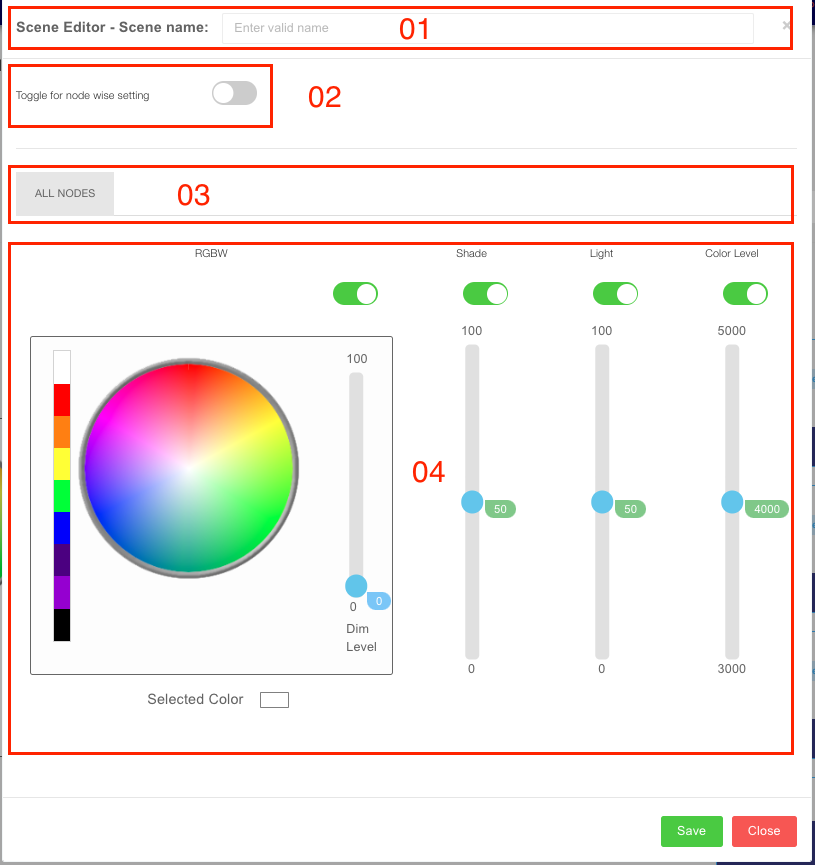 Scene Editor - Scene name: Enter valid name 01 ×
Toggle for node wise setting 02
ALL NODES 03
RGBW Shade Light Color Level
100 100 5000
100
04
50 50 4000
0 0
Dim
Level
0 0 3000
Selected Color
Save Close